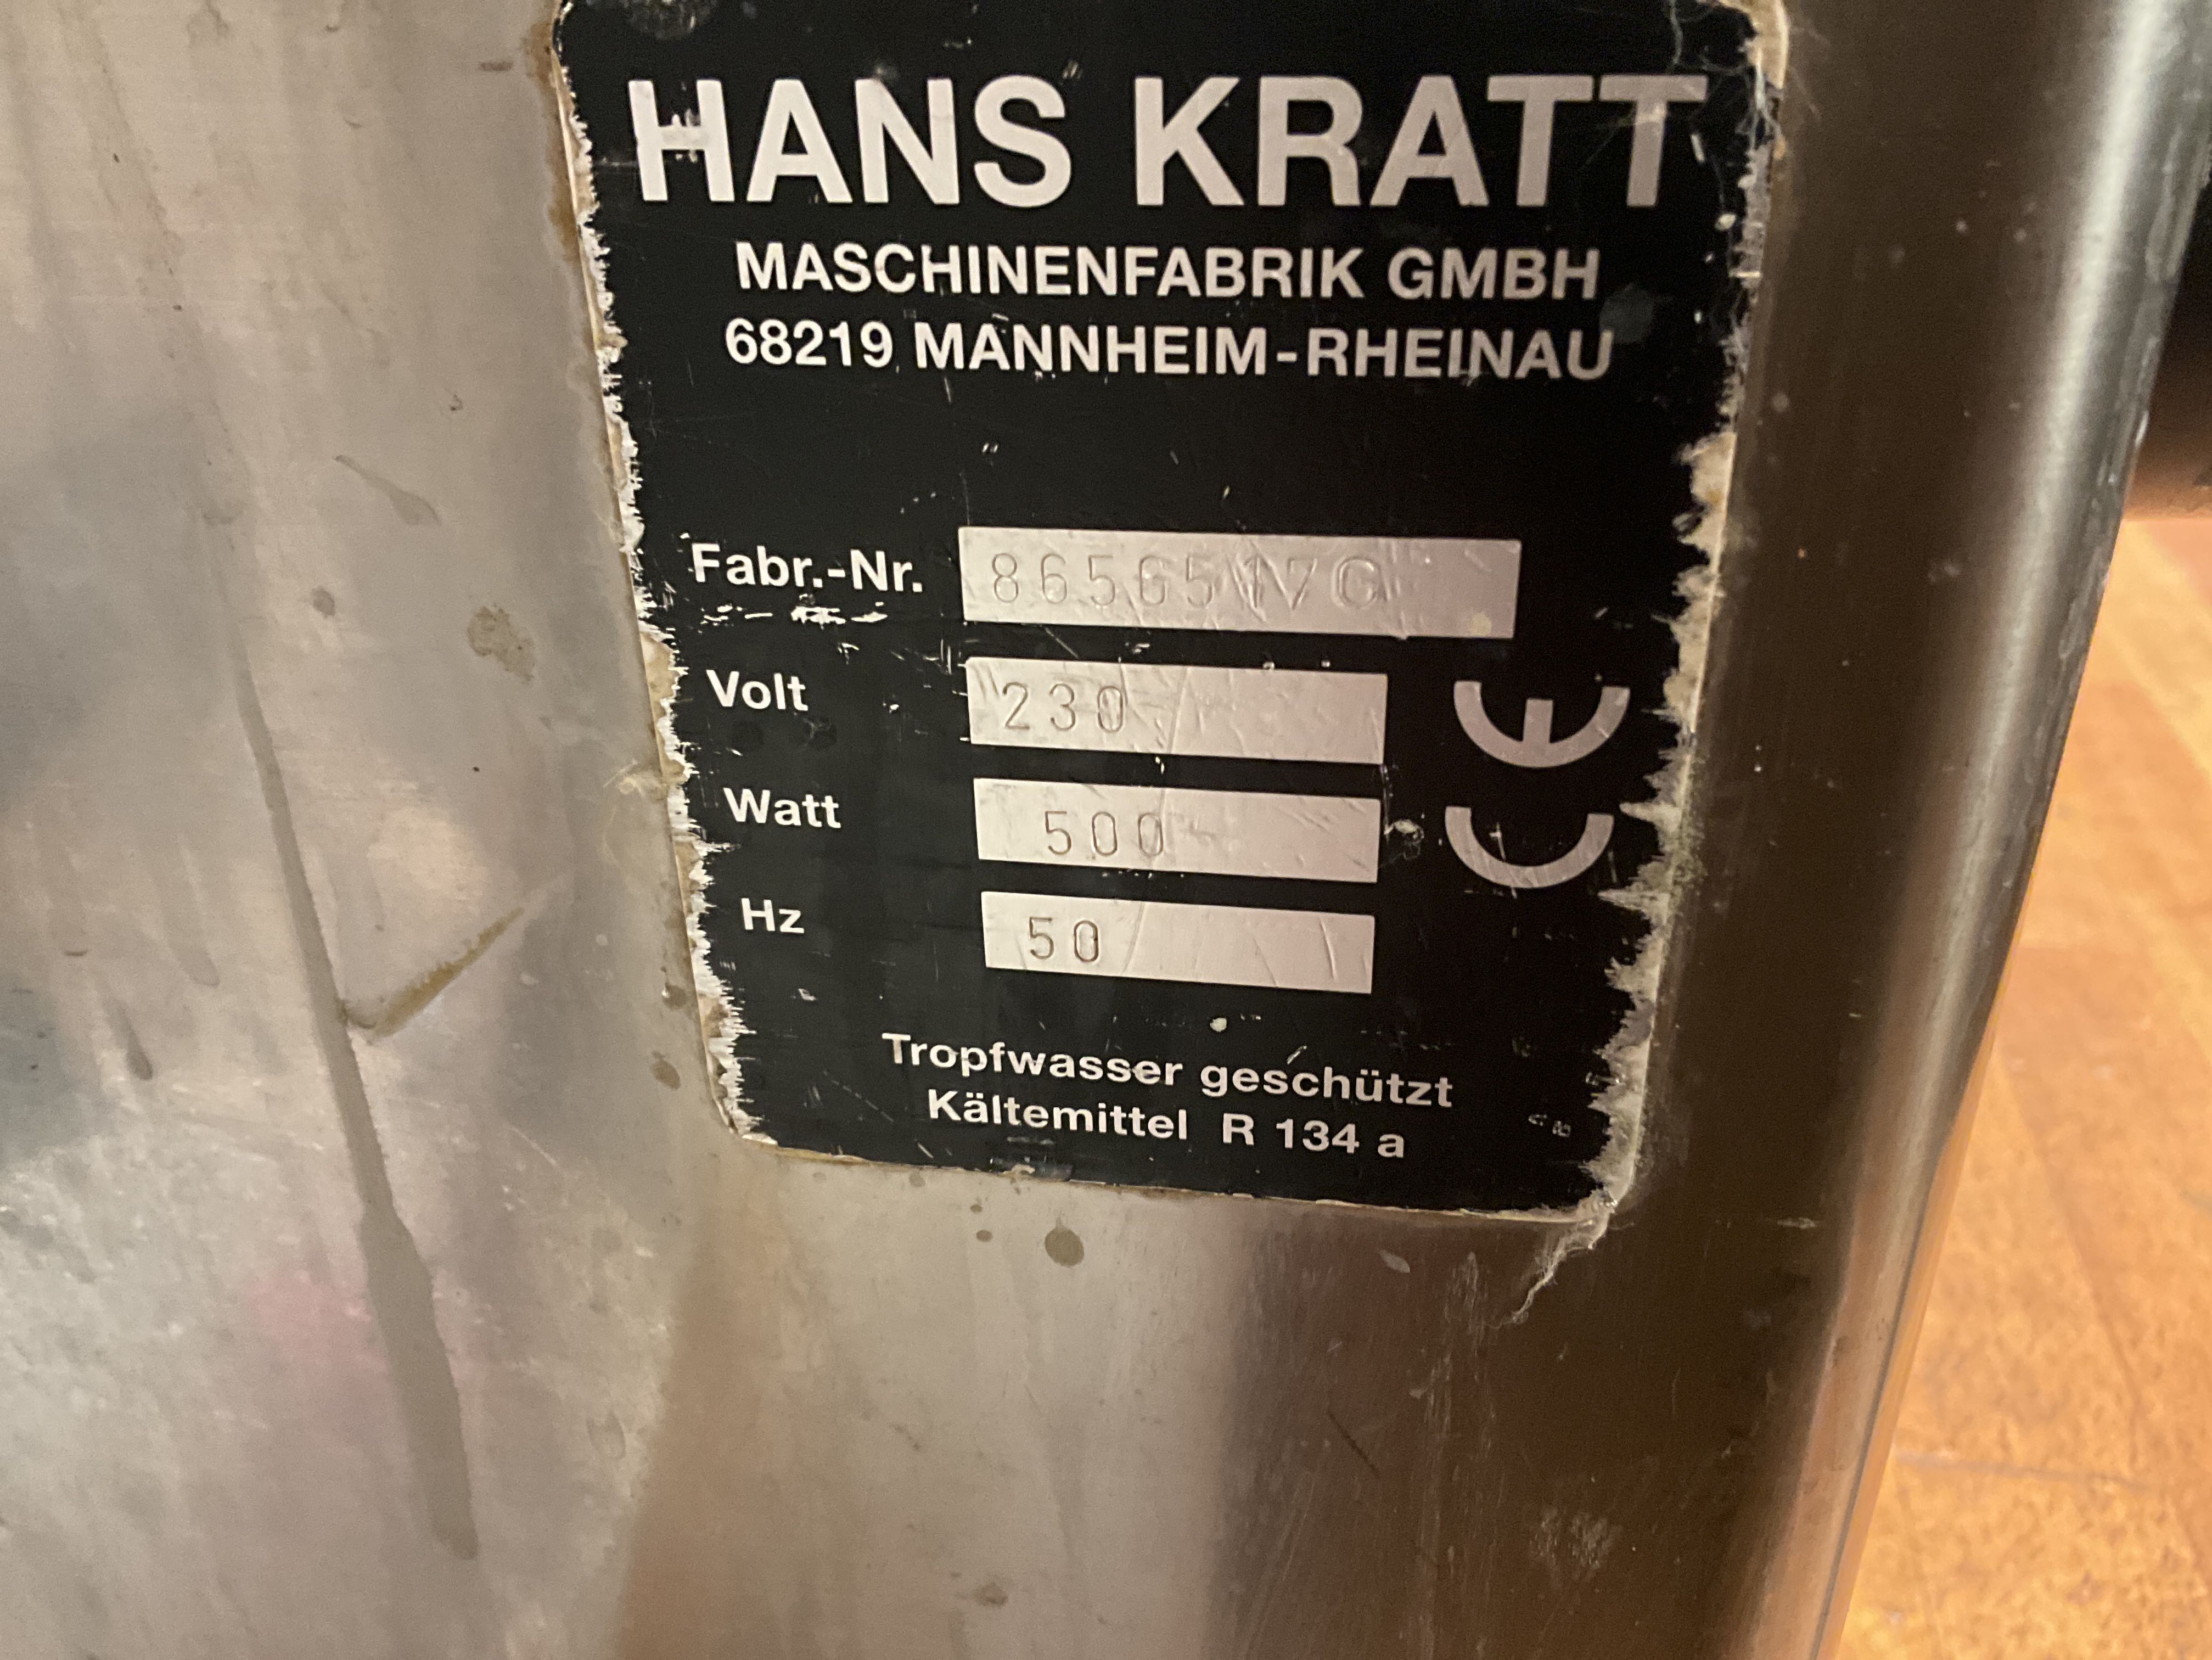 HANS KRATT
MASCHINENFABRIK GMBH
68219 MANNHEIM-RHEINAU
Fabr.-Nr.
Volt 230
CE
Watt 500
C
Hz 50
Tropfwasser geschützt
Kältemittel R 134 a